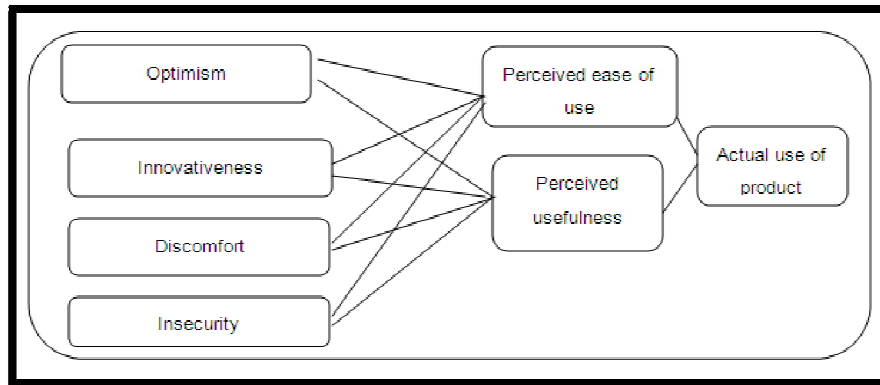 Optimism
Innovativeness
Discomfort
Insecurity
Perceived ease of
use
Perceived
usefulness
Actual use of
product